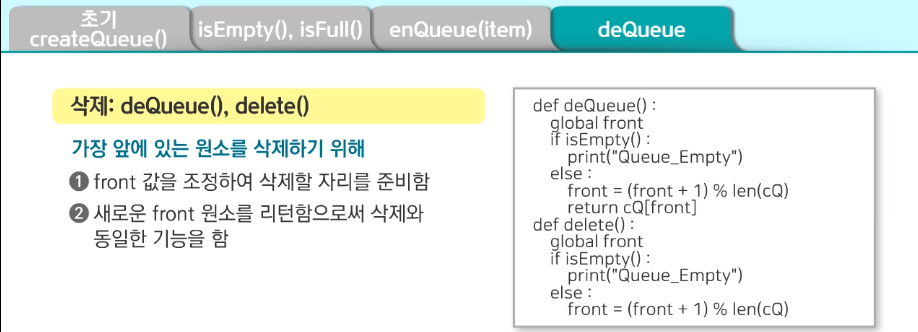 초기
createQueue()
isEmpty(), isFull()
enQueue(item)
deQueue
삭제: deQueue(), delete()
가장 앞에 있는 원소를 삭제하기 위해
❶ front 값을 조정하여 삭제할 자리를 준비함
❷ 새로운 front 원소를 리턴함으로써 삭제와
동일한 기능을 함
def deQueue() :
global front
if isEmpty() :
print("Queue_Empty")
else :
front = (front + 1) % len(cQ)
return cQ[front]
def delete() :
global front
if isEmpty() :
print("Queue_Empty")
else :
front = (front + 1) % len(cQ)